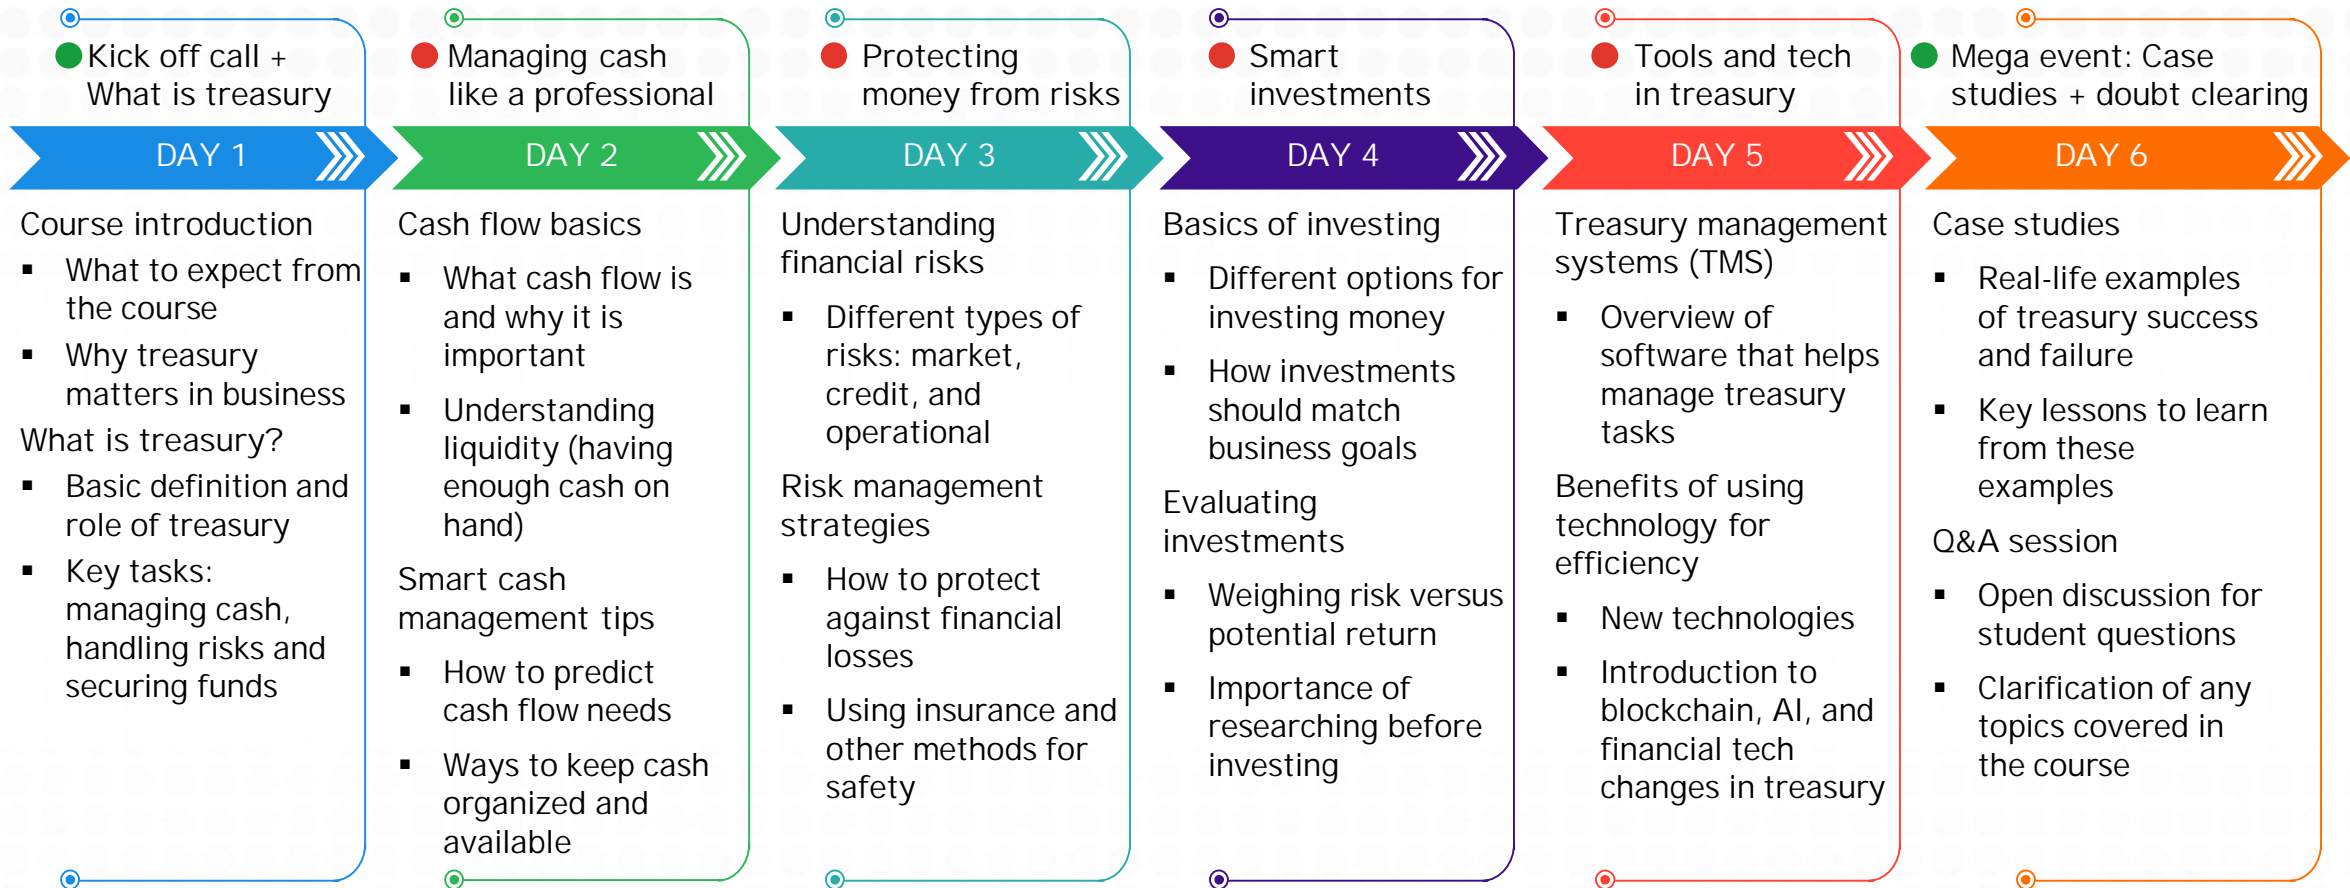 Kick off call +
What is treasury
DAY 1
Course introduction
▪ What to expect from
the course
▪ Why treasury
matters in business
What is treasury?
▪ Basic definition and
role of treasury
▪ Key tasks:
managing cash,
handling risks and
securing funds
Managing cash
like a professional
DAY 2
Cash flow basics
▪ What cash flow is
and why it is
important
▪ Understanding
liquidity (having
enough cash on
hand)
Smart cash
management tips
▪ How to predict
cash flow needs
▪ Ways to keep cash
organized and
available
Protecting
money from risks
DAY 3
Understanding
financial risks
▪ Different types of
risks: market,
credit, and
operational
Risk management
strategies
▪ How to protect
against financial
losses
▪ Using insurance and
other methods for
safety
Smart
investments
DAY 4
Basics of investing
▪ Different options for
investing money
▪ How investments
should match
business goals
Evaluating
investments
▪ Weighing risk versus
potential return
▪ Importance of
researching before
investing
Tools and tech
in treasury
DAY 5
Treasury management
systems (TMS)
▪ Overview of
software that helps
manage treasury
tasks
Benefits of using
technology for
efficiency
▪ New technologies
▪ Introduction to
blockchain, AI, and
financial tech
changes in treasury
Mega event: Case
studies + doubt clearing
DAY 6
Case studies
▪ Real-life examples
of treasury success
and failure
▪ Key lessons to learn
from these
examples
Q&A session
▪ Open discussion for
student questions
▪ Clarification of any
topics covered in
the course